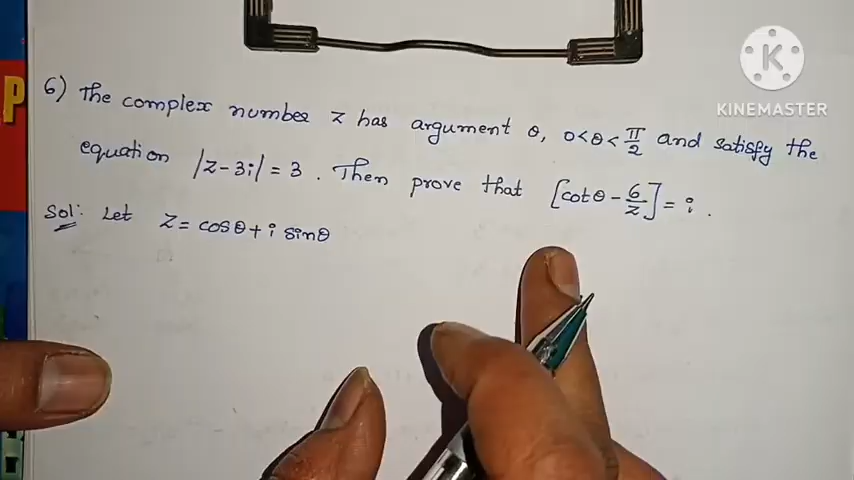 P
K
KINEMASTER
6) The complex number z has argument θ, 0<θ<π/2 and satisfy the
equation |z-3i| = 3. Then prove that [cotθ - 6/z] = i.
Sol: Let z = cosθ + i sinθ